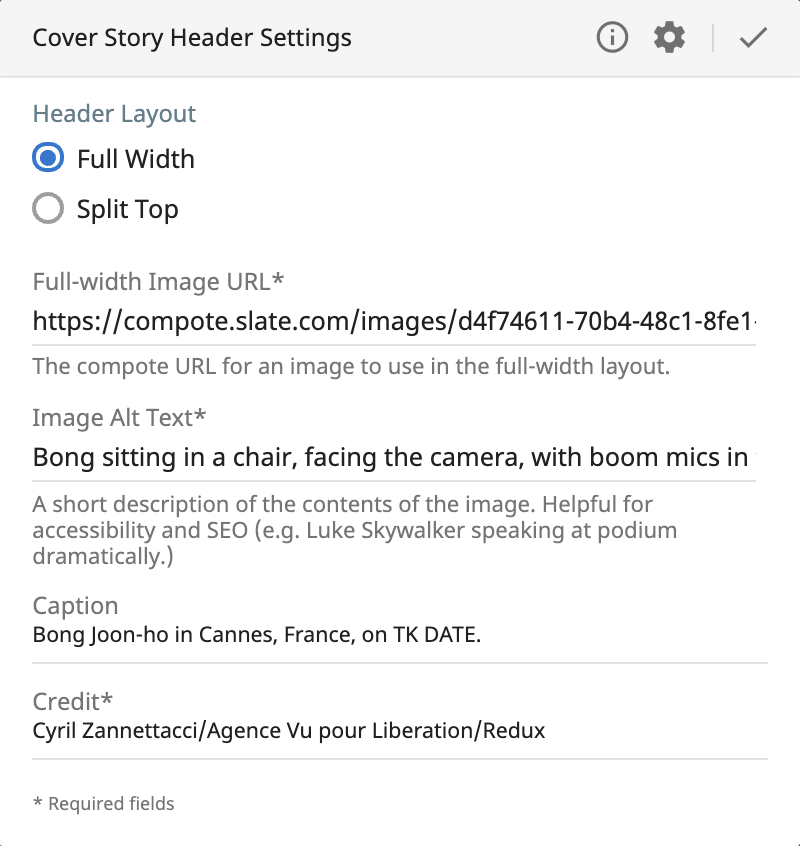 Cover Story Header Settings
Header Layout
Full Width
Split Top
Full-width Image URL*
https://compote.slate.com/images/d4f74611-70b4-48c1-8fe1-
The compote URL for an image to use in the full-width layout.
Image Alt Text*
Bong sitting in a chair, facing the camera, with boom mics in
A short description of the contents of the image. Helpful for
accessibility and SEO (e.g. Luke Skywalker speaking at podium
dramatically.)
Caption
Bong Joon-ho in Cannes, France, on TK DATE.
Credit*
Cyril Zannettacci/Agence Vu pour Liberation/Redux
* Required fields